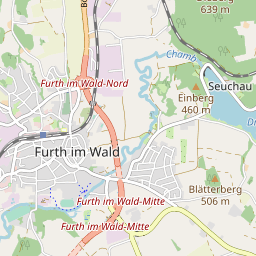 639 m
Chamb
Furth im Wald-Nord
Seuchau
Einberg
460 m
Furth im Wald
Blätterberg
506 m
Furth im Wald-Mitte
Furth im Wald-Mitte